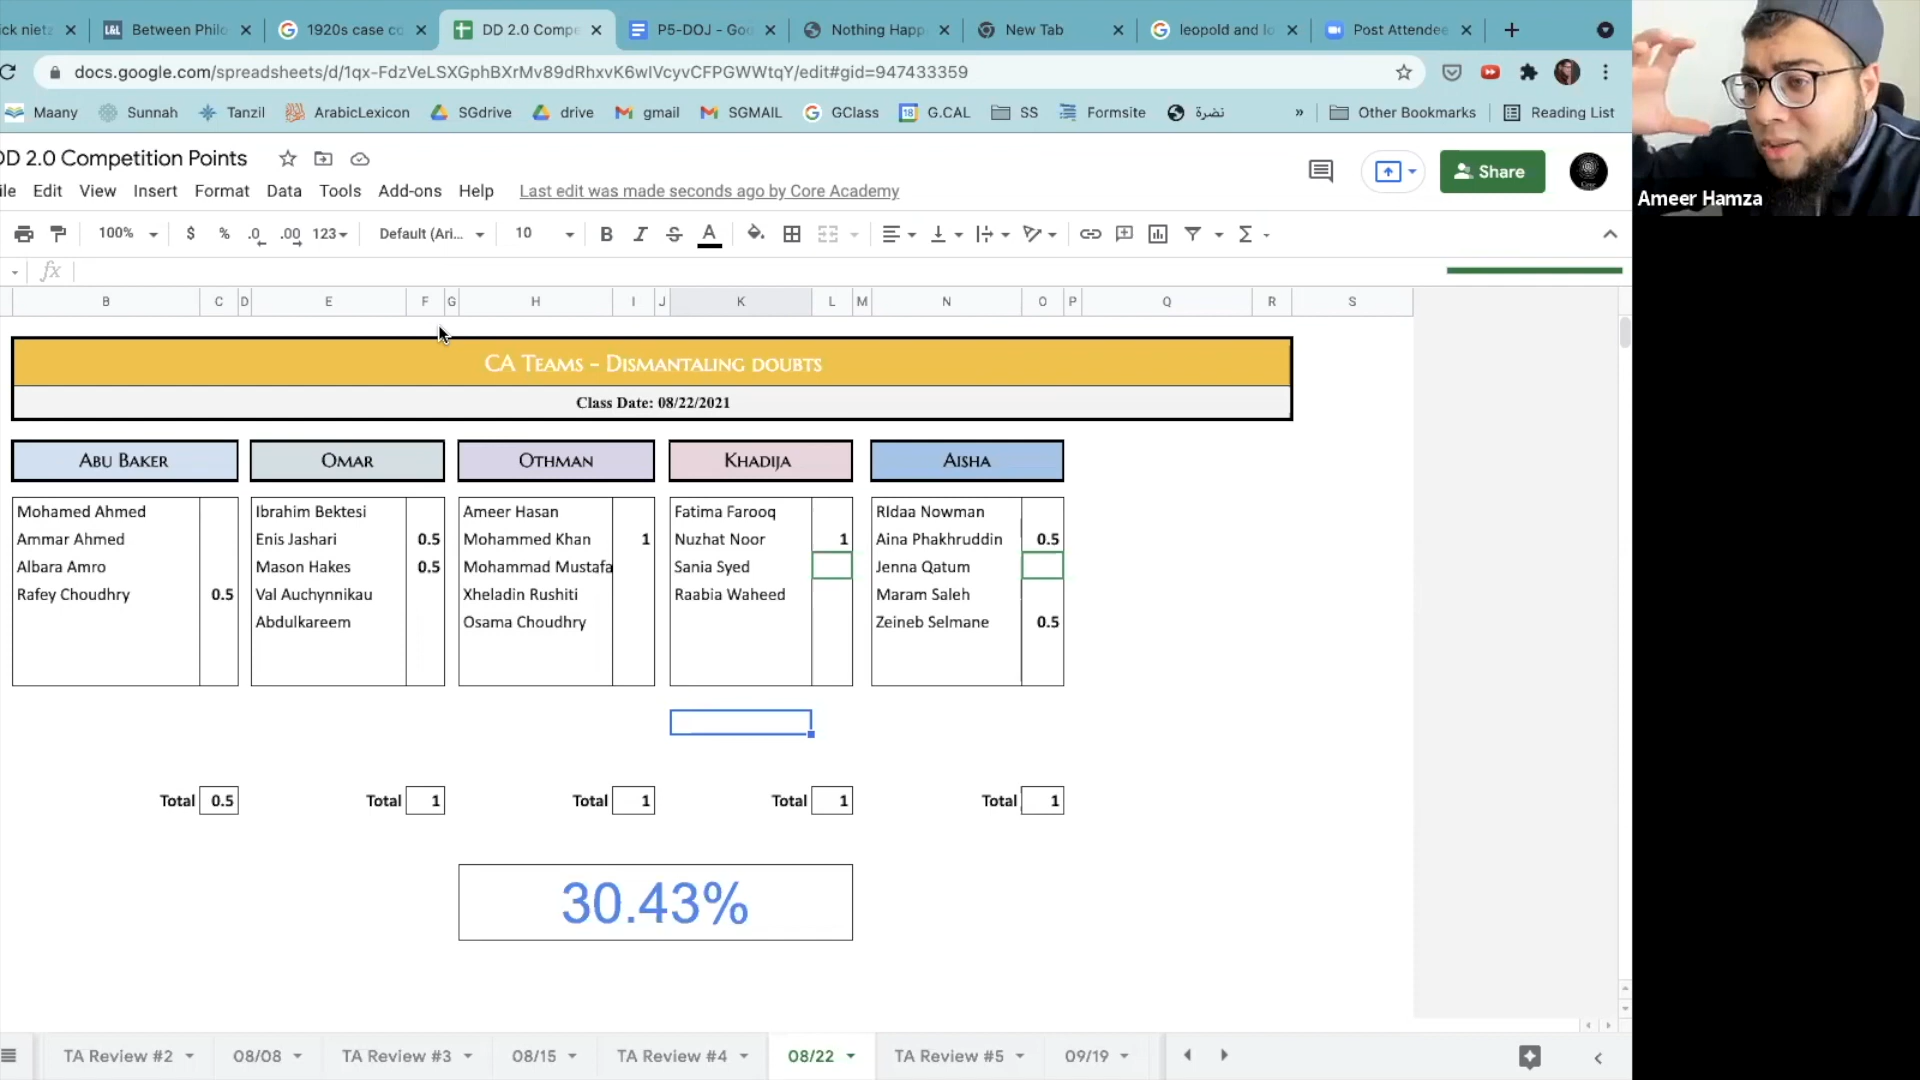 ick nietz
Between Philo
1920s case co
DD 2.0 Compe
P5-DOJ - Goo
Nothing Happ
New Tab
leopold and lo
Post Attendee
docs.google.com/spreadsheets/d/1qx-FdzVeLSXGphBXrMv89dRhxvK6wIVcyvCFPGWWtqY/edit#gid=947433359
Maany
Sunnah
Tanzil
ArabicLexicon
SGdrive
drive
gmail
SGMAIL
GClass
G.CAL
SS
Formsite
نضرة
»
Other Bookmarks
Reading List
Ameer Hamza
DD 2.0 Competition Points
ile Edit View Insert Format Data Tools Add-ons Help
Last edit was made seconds ago by Core Academy
Share
100% $ % .0 .00 123 Default (Ari... 10 B I S A Σ
fx
B C D E F G H I J K L M N O P Q R S
CA Teams - Dismantaling doubts
Class Date: 08/22/2021
Abu Baker Omar Othman Khadija Aisha
Mohamed Ahmed Ibrahim Bektesi Ameer Hasan Fatima Farooq RIdaa Nowman
Ammar Ahmed Enis Jashari 0.5 Mohammed Khan 1 Nuzhat Noor 1 Aina Phakhruddin 0.5
Albara Amro Mason Hakes 0.5 Mohammad Mustafa Sania Syed Jenna Qatum
Rafey Choudhry 0.5 Val Auchynnikau Xheladin Rushiti Raabia Waheed Maram Saleh
Abdulkareem Osama Choudhry Zeineb Selmane 0.5
Total 0.5 Total 1 Total 1 Total 1 Total 1
30.43%
TA Review #2 08/08 TA Review #3 08/15 TA Review #4 08/22 TA Review #5 09/19